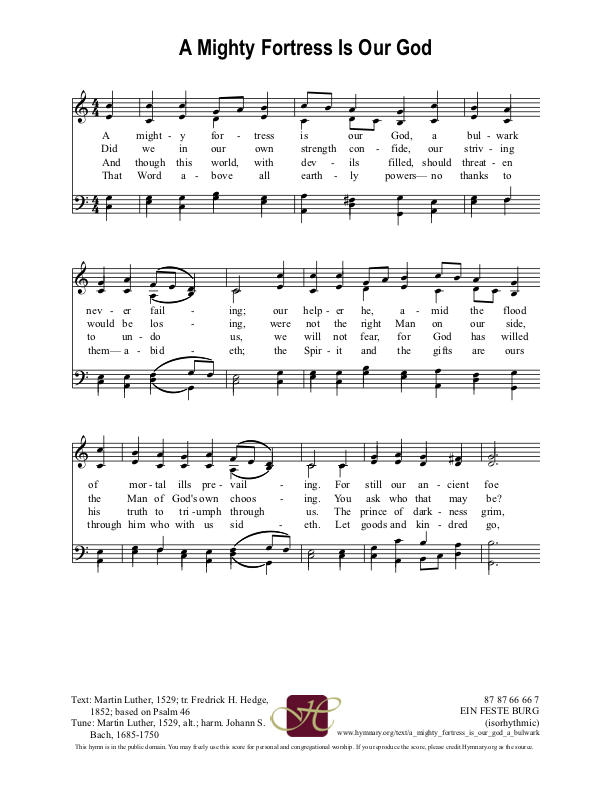 A Mighty Fortress Is Our God
A might - y for - tress is our God, a bul - wark
Did we in our own strength con - fide, our striv - ing
And though this world, with dev - ils filled, should threat - en
That Word a - bove all earth - ly powers— no thanks to
nev - er fail - ing; our help - er he, a - mid the flood
would be los - ing, were not the right Man on our side,
to un - do us, we will not fear, for God has willed
them— a - bid - eth; the Spir - it and the gifts are ours
of mor - tal ills pre - vail - ing. For still our an - cient foe
the Man of God's own choos - ing. You ask who that may be?
his truth to tri - umph through us. The prince of dark - ness grim,
through him who with us sid - eth. Let goods and kin - dred go,
Text: Martin Luther, 1529; tr. Fredrick H. Hedge,
1852; based on Psalm 46
Tune: Martin Luther, 1529, alt.; harm. Johann S.
Bach, 1685-1750
H
87 87 66 66 7
EIN FESTE BURG
(isorhythmic)
www.hymnary.org/text/a_mighty_fortress_is_our_god_a_bulwark
This hymn is in the public domain. You may freely use this score for personal and congregational worship. If you reproduce the score, please credit Hymnary.org as the source.